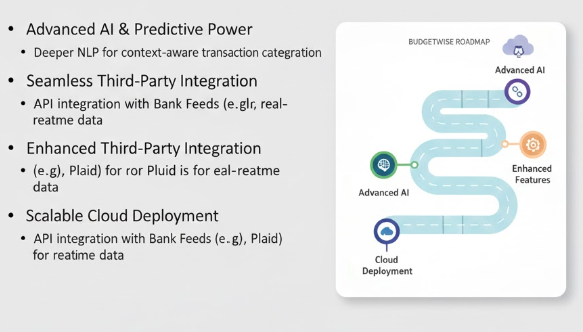 Advanced AI & Predictive Power
Deeper NLP for context-aware transaction categration
Seamless Third-Party Integration
API integration with Bank Feeds (e.glr, real-
reatme data
Enhanced Third-Party Integration
(e.g), Plaid) for ror Pluid is for eal-reatme
data
Scalable Cloud Deployment
API integration with Bank Feeds (e..g), Plaid)
for reatime data
BUDGETWISE ROADMAP
Advanced AI
Enhanced
Features
Advanced AI
Cloud
Deployment